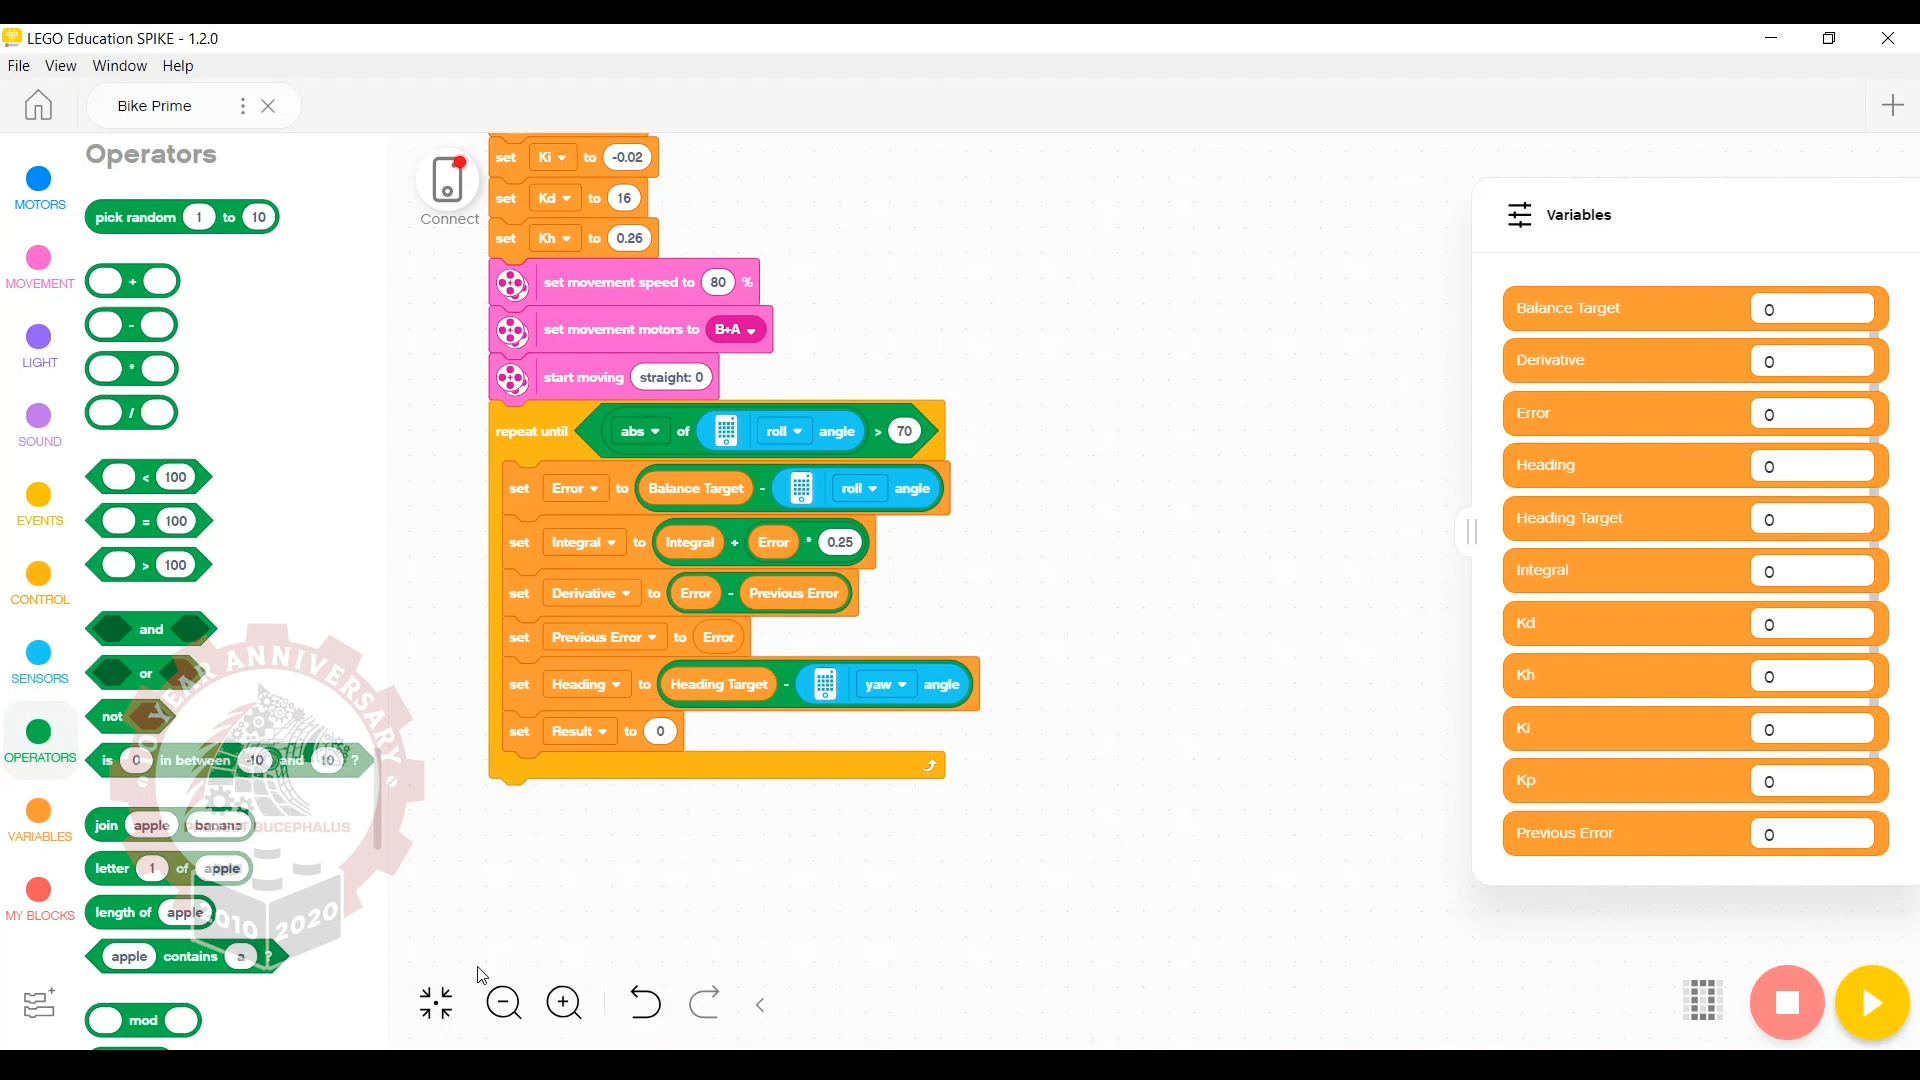 LEGO Education SPIKE - 1.2.0
File View Window Help
Bike Prime
Operators
MOTORS
MOVEMENT
LIGHT
SOUND
EVENTS
CONTROL
SENSORS
OPERATORS
VARIABLES
MY BLOCKS
pick random 1 to 10
+
-
*
/
< 100
= 100
> 100
and
or
not
is 0 in between -10 and 10 ?
join apple banana
letter 1 of apple
length of apple
apple contains a ?
mod
10 YEAR ANNIVERSARY
PROJECT BUCEPHALUS
2010 2020
Connect
set Ki to -0.02
set Kd to 16
set Kh to 0.26
set movement speed to 80 %
set movement motors to B+A
start moving straight: 0
repeat until abs of roll angle > 70
set Error to Balance Target - roll angle
set Integral to Integral + Error * 0.25
set Derivative to Error - Previous Error
set Previous Error to Error
set Heading to Heading Target - yaw angle
set Result to 0
Variables
Balance Target 0
Derivative 0
Error 0
Heading 0
Heading Target 0
Integral 0
Kd 0
Kh 0
Ki 0
Kp 0
Previous Error 0